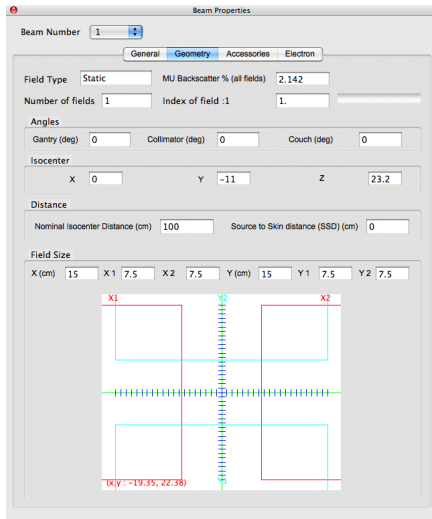 Beam Properties
Beam Number 1
General Geometry Accessories Electron
Field Type Static MU Backscatter % (all fields) 2.142
Number of fields 1 Index of field :1 1.
Angles
Gantry (deg) 0 Collimator (deg) 0 Couch (deg) 0
Isocenter
X 0 Y -11 Z 23.2
Distance
Nominal Isocenter Distance (cm) 100 Source to Skin distance (SSD) (cm) 0
Field Size
X (cm) 15 X 1 7.5 X 2 7.5 Y (cm) 15 Y 1 7.5 Y 2 7.5
X1 Y2 X2
(x,y : -19.35, 22.38) Y1